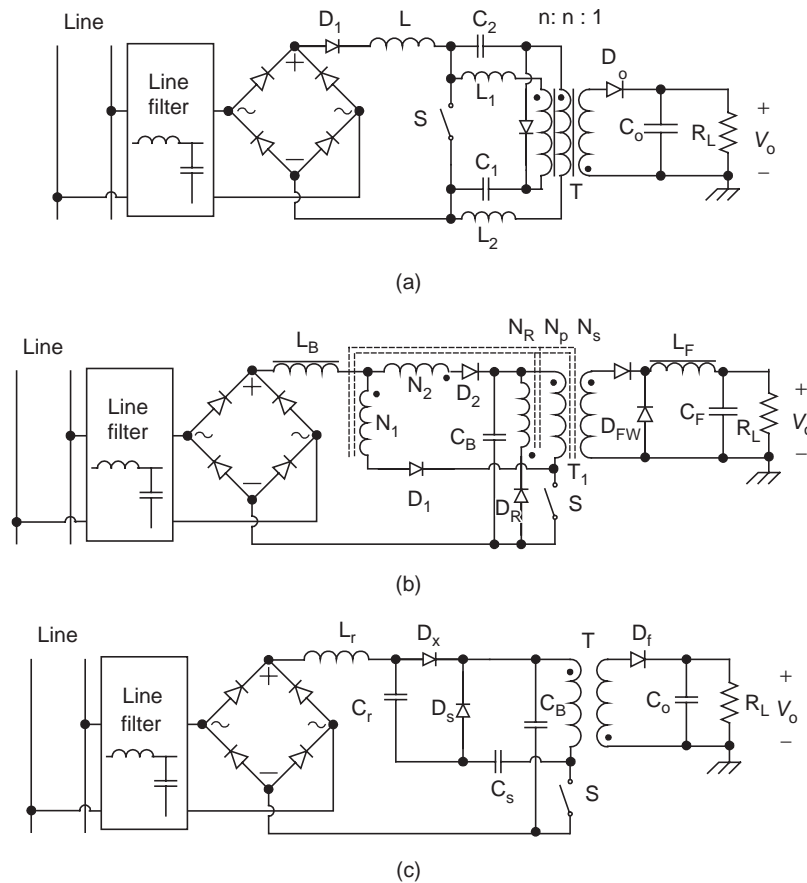 Line
D1
L
C2
n: n : 1
Line
filter
+
~
~
−
S
L1
C1
L2
T
Do
Co
RL
+
Vo
−
(a)
Line
LB
NR
Np
Ns
LF
Line
filter
+
~
~
−
N1
N2
D2
CB
D1
DR
T1
S
DFW
CF
RL
+
−
(b)
Line
Lr
Dx
T
Df
Line
filter
+
~
~
−
Cr
Ds
CB
Cs
S
Co
RL
+
Vo
−
(c)